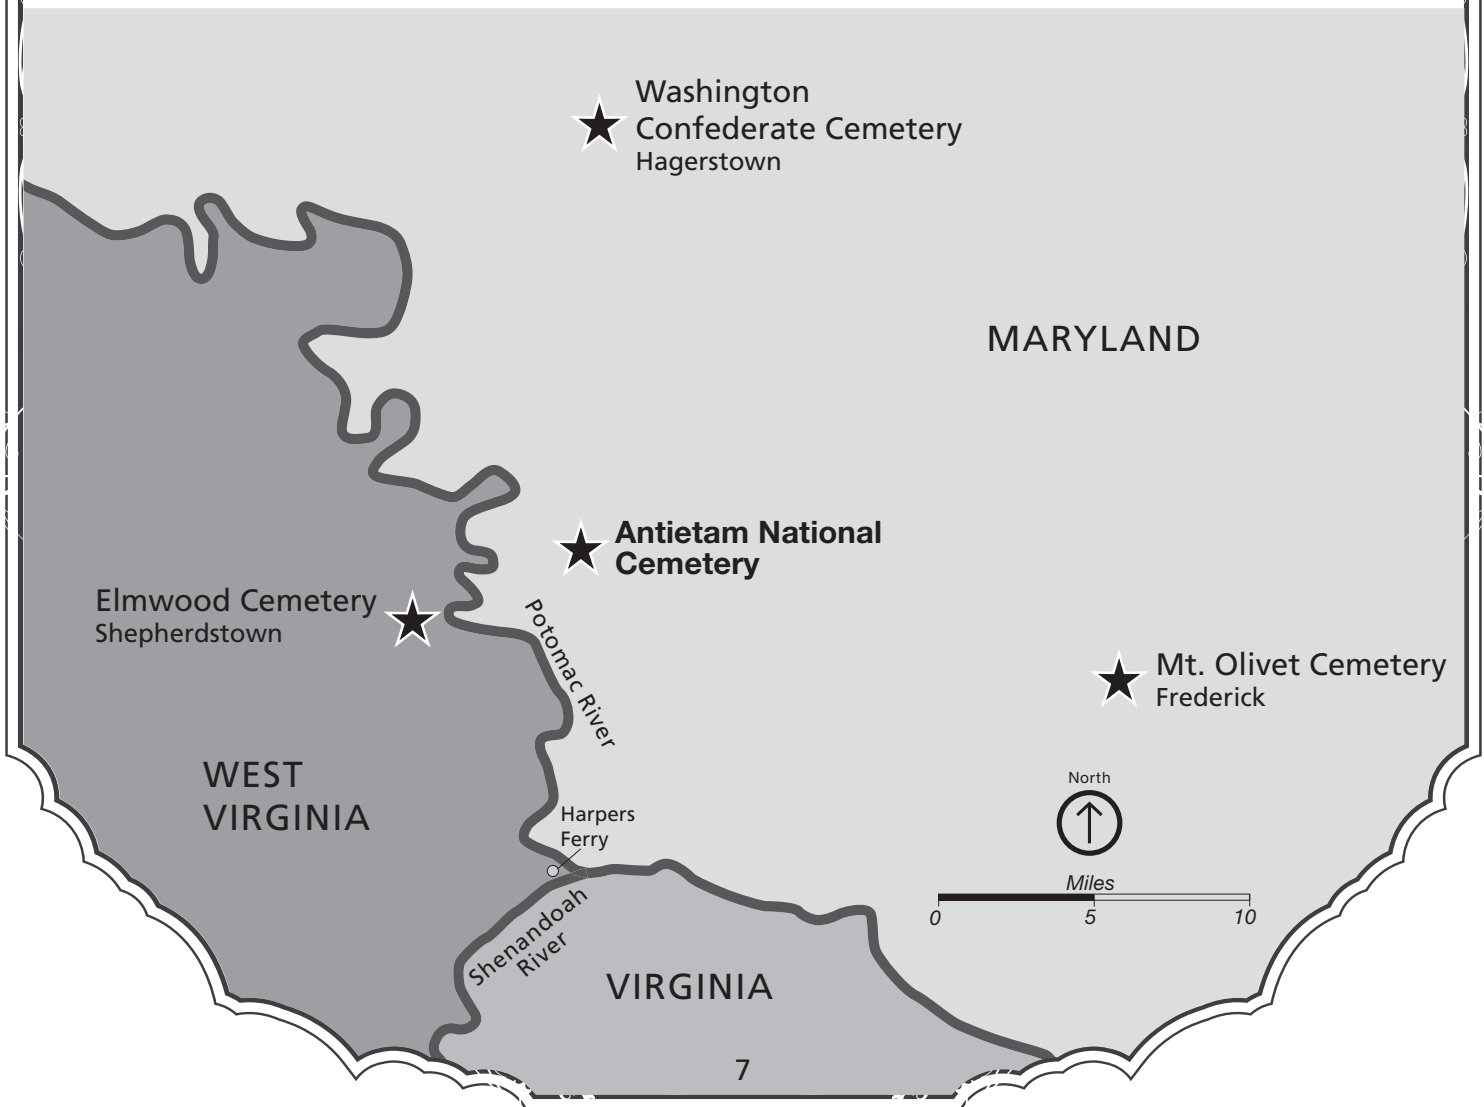 Washington
Confederate Cemetery
Hagerstown
MARYLAND
Antietam National
Cemetery
Elmwood Cemetery
Shepherdstown
Potomac River
Mt. Olivet Cemetery
Frederick
WEST
VIRGINIA
North
Harpers
Ferry
Miles
0 5 10
Shenandoah
River
VIRGINIA
7